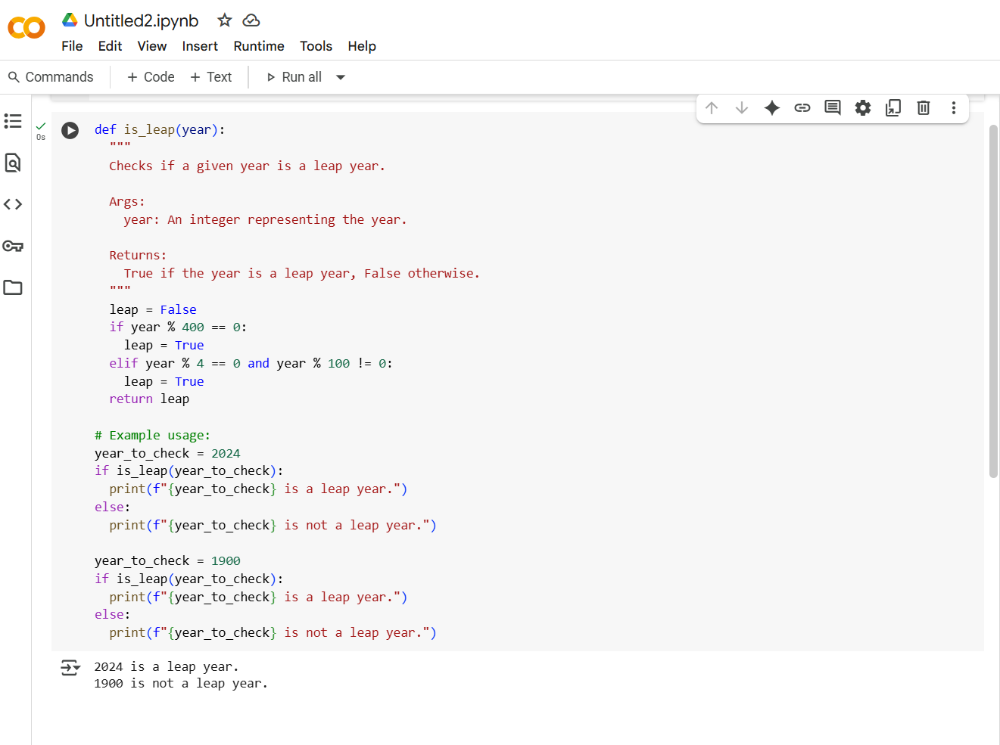 Untitled2.ipynb
File Edit View Insert Runtime Tools Help
Commands + Code + Text Run all
0s
def is_leap(year):
  """
  Checks if a given year is a leap year.

  Args:
    year: An integer representing the year.

  Returns:
    True if the year is a leap year, False otherwise.
  """
  leap = False
  if year % 400 == 0:
    leap = True
  elif year % 4 == 0 and year % 100 != 0:
    leap = True
  return leap

# Example usage:
year_to_check = 2024
if is_leap(year_to_check):
  print(f"{year_to_check} is a leap year.")
else:
  print(f"{year_to_check} is not a leap year.")

year_to_check = 1900
if is_leap(year_to_check):
  print(f"{year_to_check} is a leap year.")
else:
  print(f"{year_to_check} is not a leap year.")

2024 is a leap year.
1900 is not a leap year.